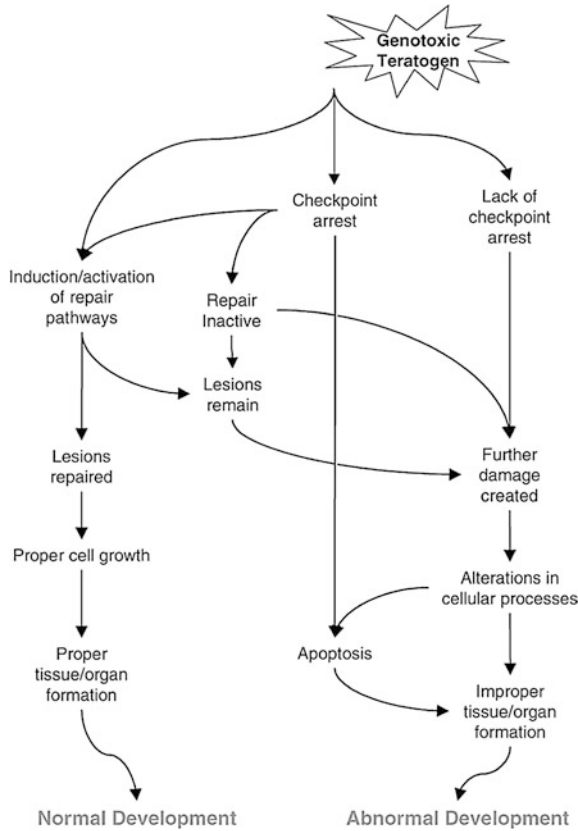 Genotoxic
Teratogen
Checkpoint
arrest
Lack of
checkpoint
arrest
Induction/activation
of repair
pathways
Repair
Inactive
Lesions
remain
Lesions
repaired
Further
damage
created
Proper cell growth
Alterations in
cellular processes
Proper
tissue/organ
formation
Apoptosis
Improper
tissue/organ
formation
Normal Development
Abnormal Development